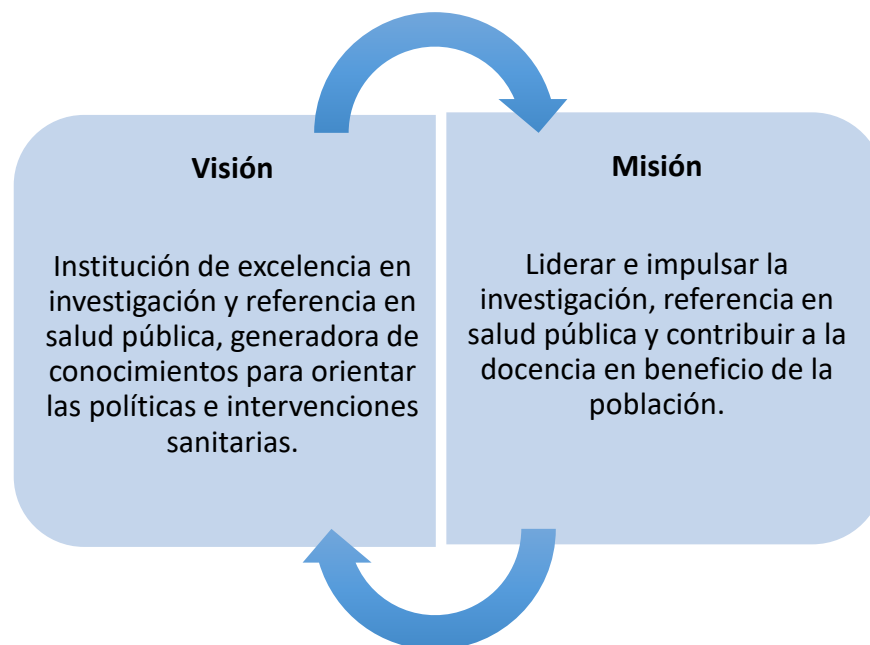 Visión
Institución de excelencia en
investigación y referencia en
salud pública, generadora de
conocimientos para orientar
las políticas e intervenciones
sanitarias.
Misión
Liderar e impulsar la
investigación, referencia en
salud pública y contribuir a la
docencia en beneficio de la
población.